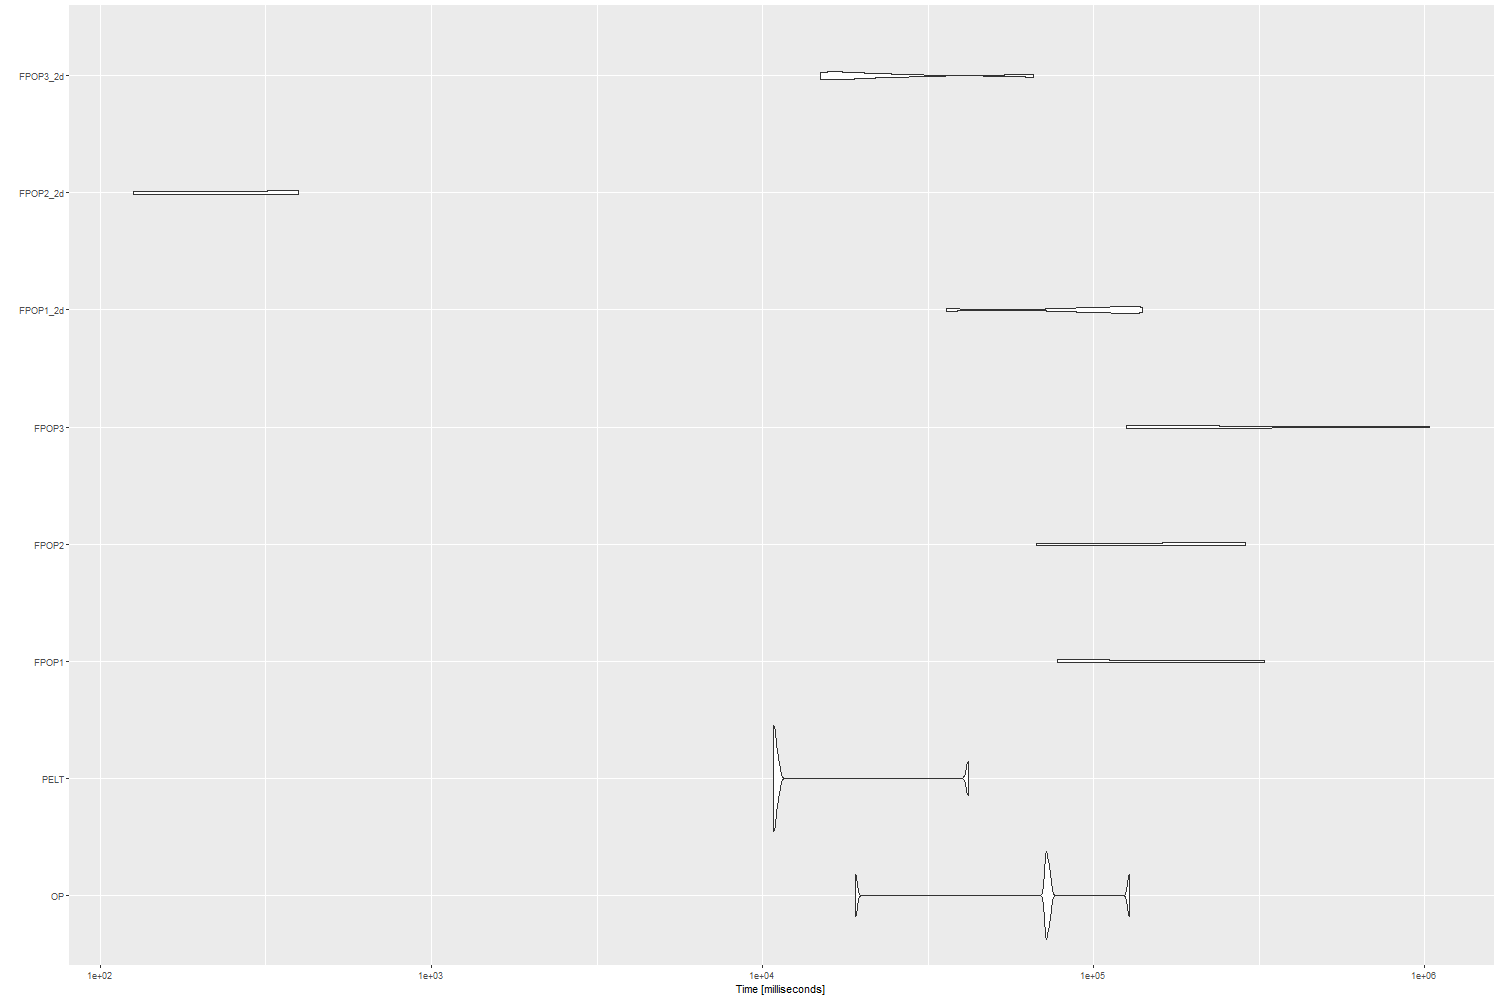 FPOP3_2d
FPOP2_2d
FPOP1_2d
FPOP3
FPOP2
FPOP1
PELT
OP
1e+02 1e+03 1e+04 1e+05 1e+06
Time [milliseconds]